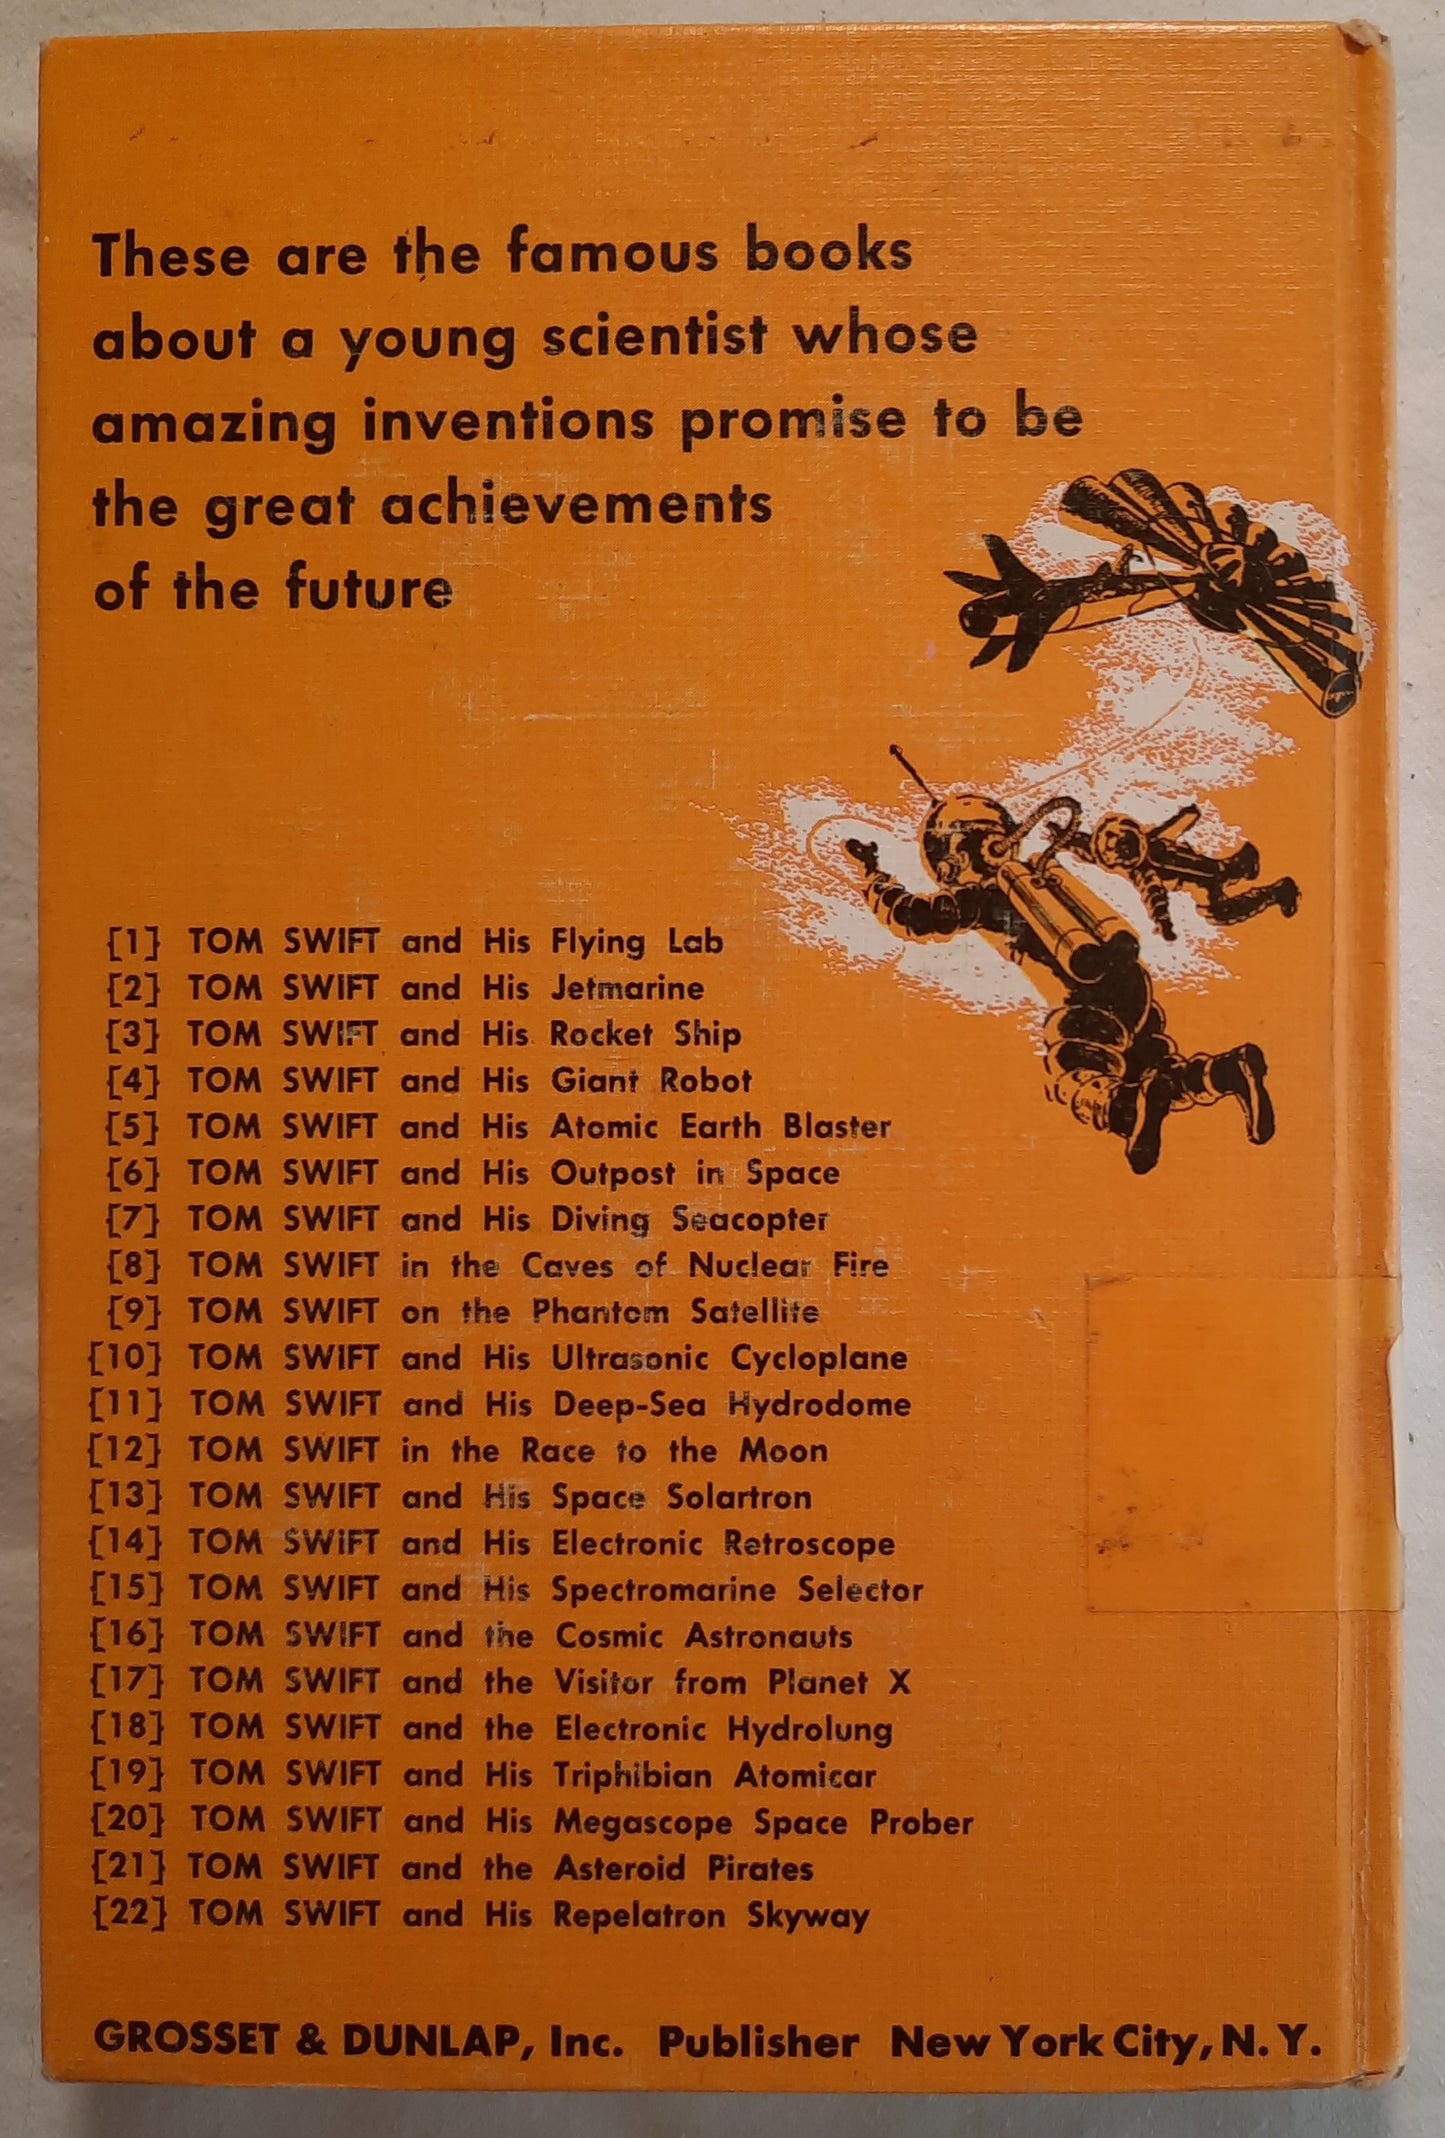 These are the famous books
about a young scientist whose
amazing inventions promise to be
the great achievements
of the future
[1] TOM SWIFT and His Flying Lab
[2] TOM SWIFT and His Jetmarine
[3] TOM SWIFT and His Rocket Ship
[4] TOM SWIFT and His Giant Robot
[5] TOM SWIFT and His Atomic Earth Blaster
[6] TOM SWIFT and His Outpost in Space
[7] TOM SWIFT and His Diving Seacopter
[8] TOM SWIFT in the Caves of Nuclear Fire
[9] TOM SWIFT on the Phantom Satellite
[10] TOM SWIFT and His Ultrasonic Cycloplane
[11] TOM SWIFT and His Deep-Sea Hydrodome
[12] TOM SWIFT in the Race to the Moon
[13] TOM SWIFT and His Space Solartron
[14] TOM SWIFT and His Electronic Retroscope
[15] TOM SWIFT and His Spectromarine Selector
[16] TOM SWIFT and the Cosmic Astronauts
[17] TOM SWIFT and the Visitor from Planet X
[18] TOM SWIFT and the Electronic Hydrolung
[19] TOM SWIFT and His Triphibian Atomicar
[20] TOM SWIFT and His Megascope Space Prober
[21] TOM SWIFT and the Asteroid Pirates
[22] TOM SWIFT and His Repelatron Skyway
GROSSET & DUNLAP, Inc. Publisher New York City, N. Y.